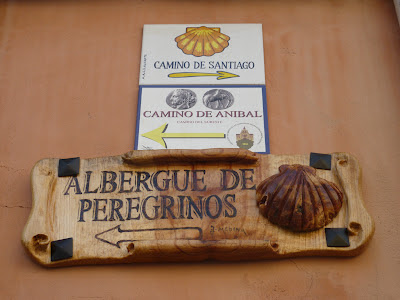 CAMINO DE SANTIAGO
CAMINO DE ANIBAL
ALBERGUE DE
PEREGRINOS